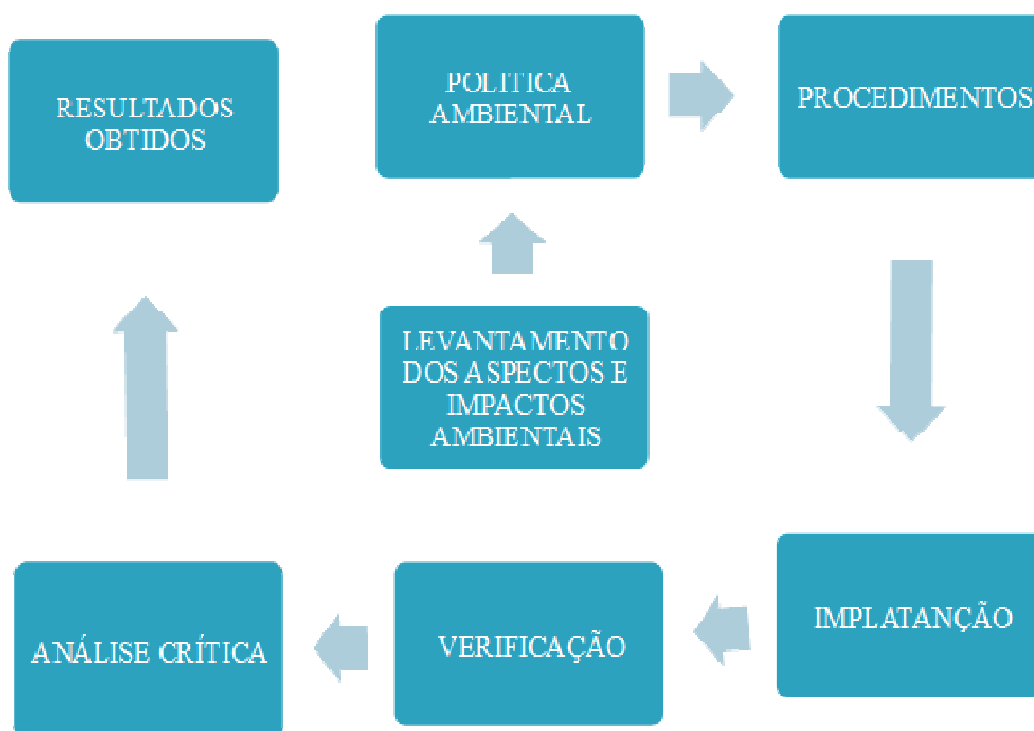 RESULTADOS
OBTIDOS
POLITICA
AMBIENTAL
PROCEDIMENTOS
LEVANTAMENTO
DOS ASPECTOS E
IMPACTOS
AMBIENTAIS
ANÁLISE CRÍTICA
VERIFICAÇÃO
IMPLATANÇÃO